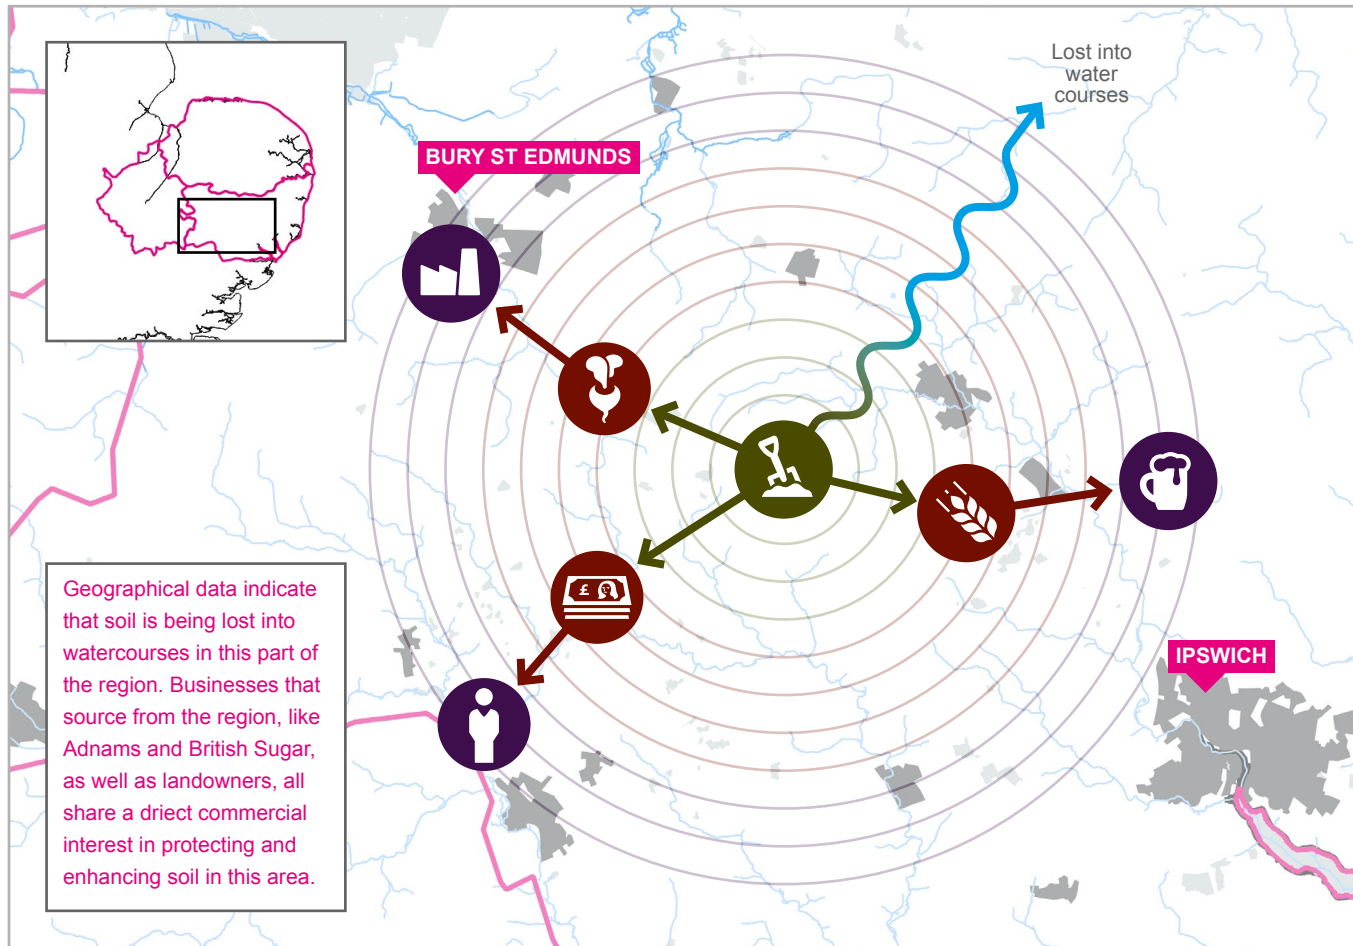 Lost into
water
courses
BURY ST EDMUNDS
£
IPSWICH
Geographical data indicate
that soil is being lost into
watercourses in this part of
the region. Businesses that
source from the region, like
Adnams and British Sugar,
as well as landowners, all
share a driect commercial
interest in protecting and
enhancing soil in this area.